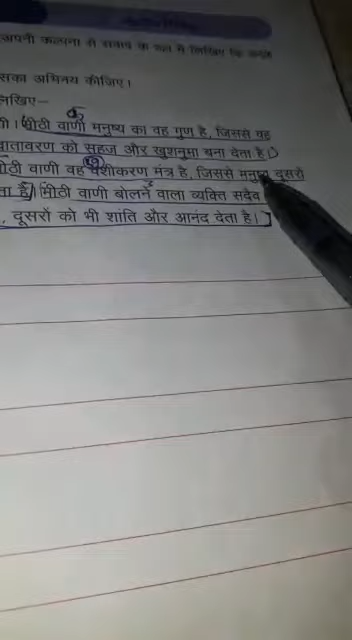 अपनी कल्पना से संवाद के रूप में लिखिए कि
सका अभिनय कीजिए।
लिखिए—
ी। मीठी वाणी मनुष्य का वह गुण है, जिससे वह
वातावरण को सहज और खुशनुमा बना देता है।
मीठी वाणी वह वशीकरण मंत्र है, जिससे मनुष्य दूसरों
ता है। मीठी वाणी बोलने वाला व्यक्ति सदैव
, दूसरों को भी शांति और आनंद देता है।